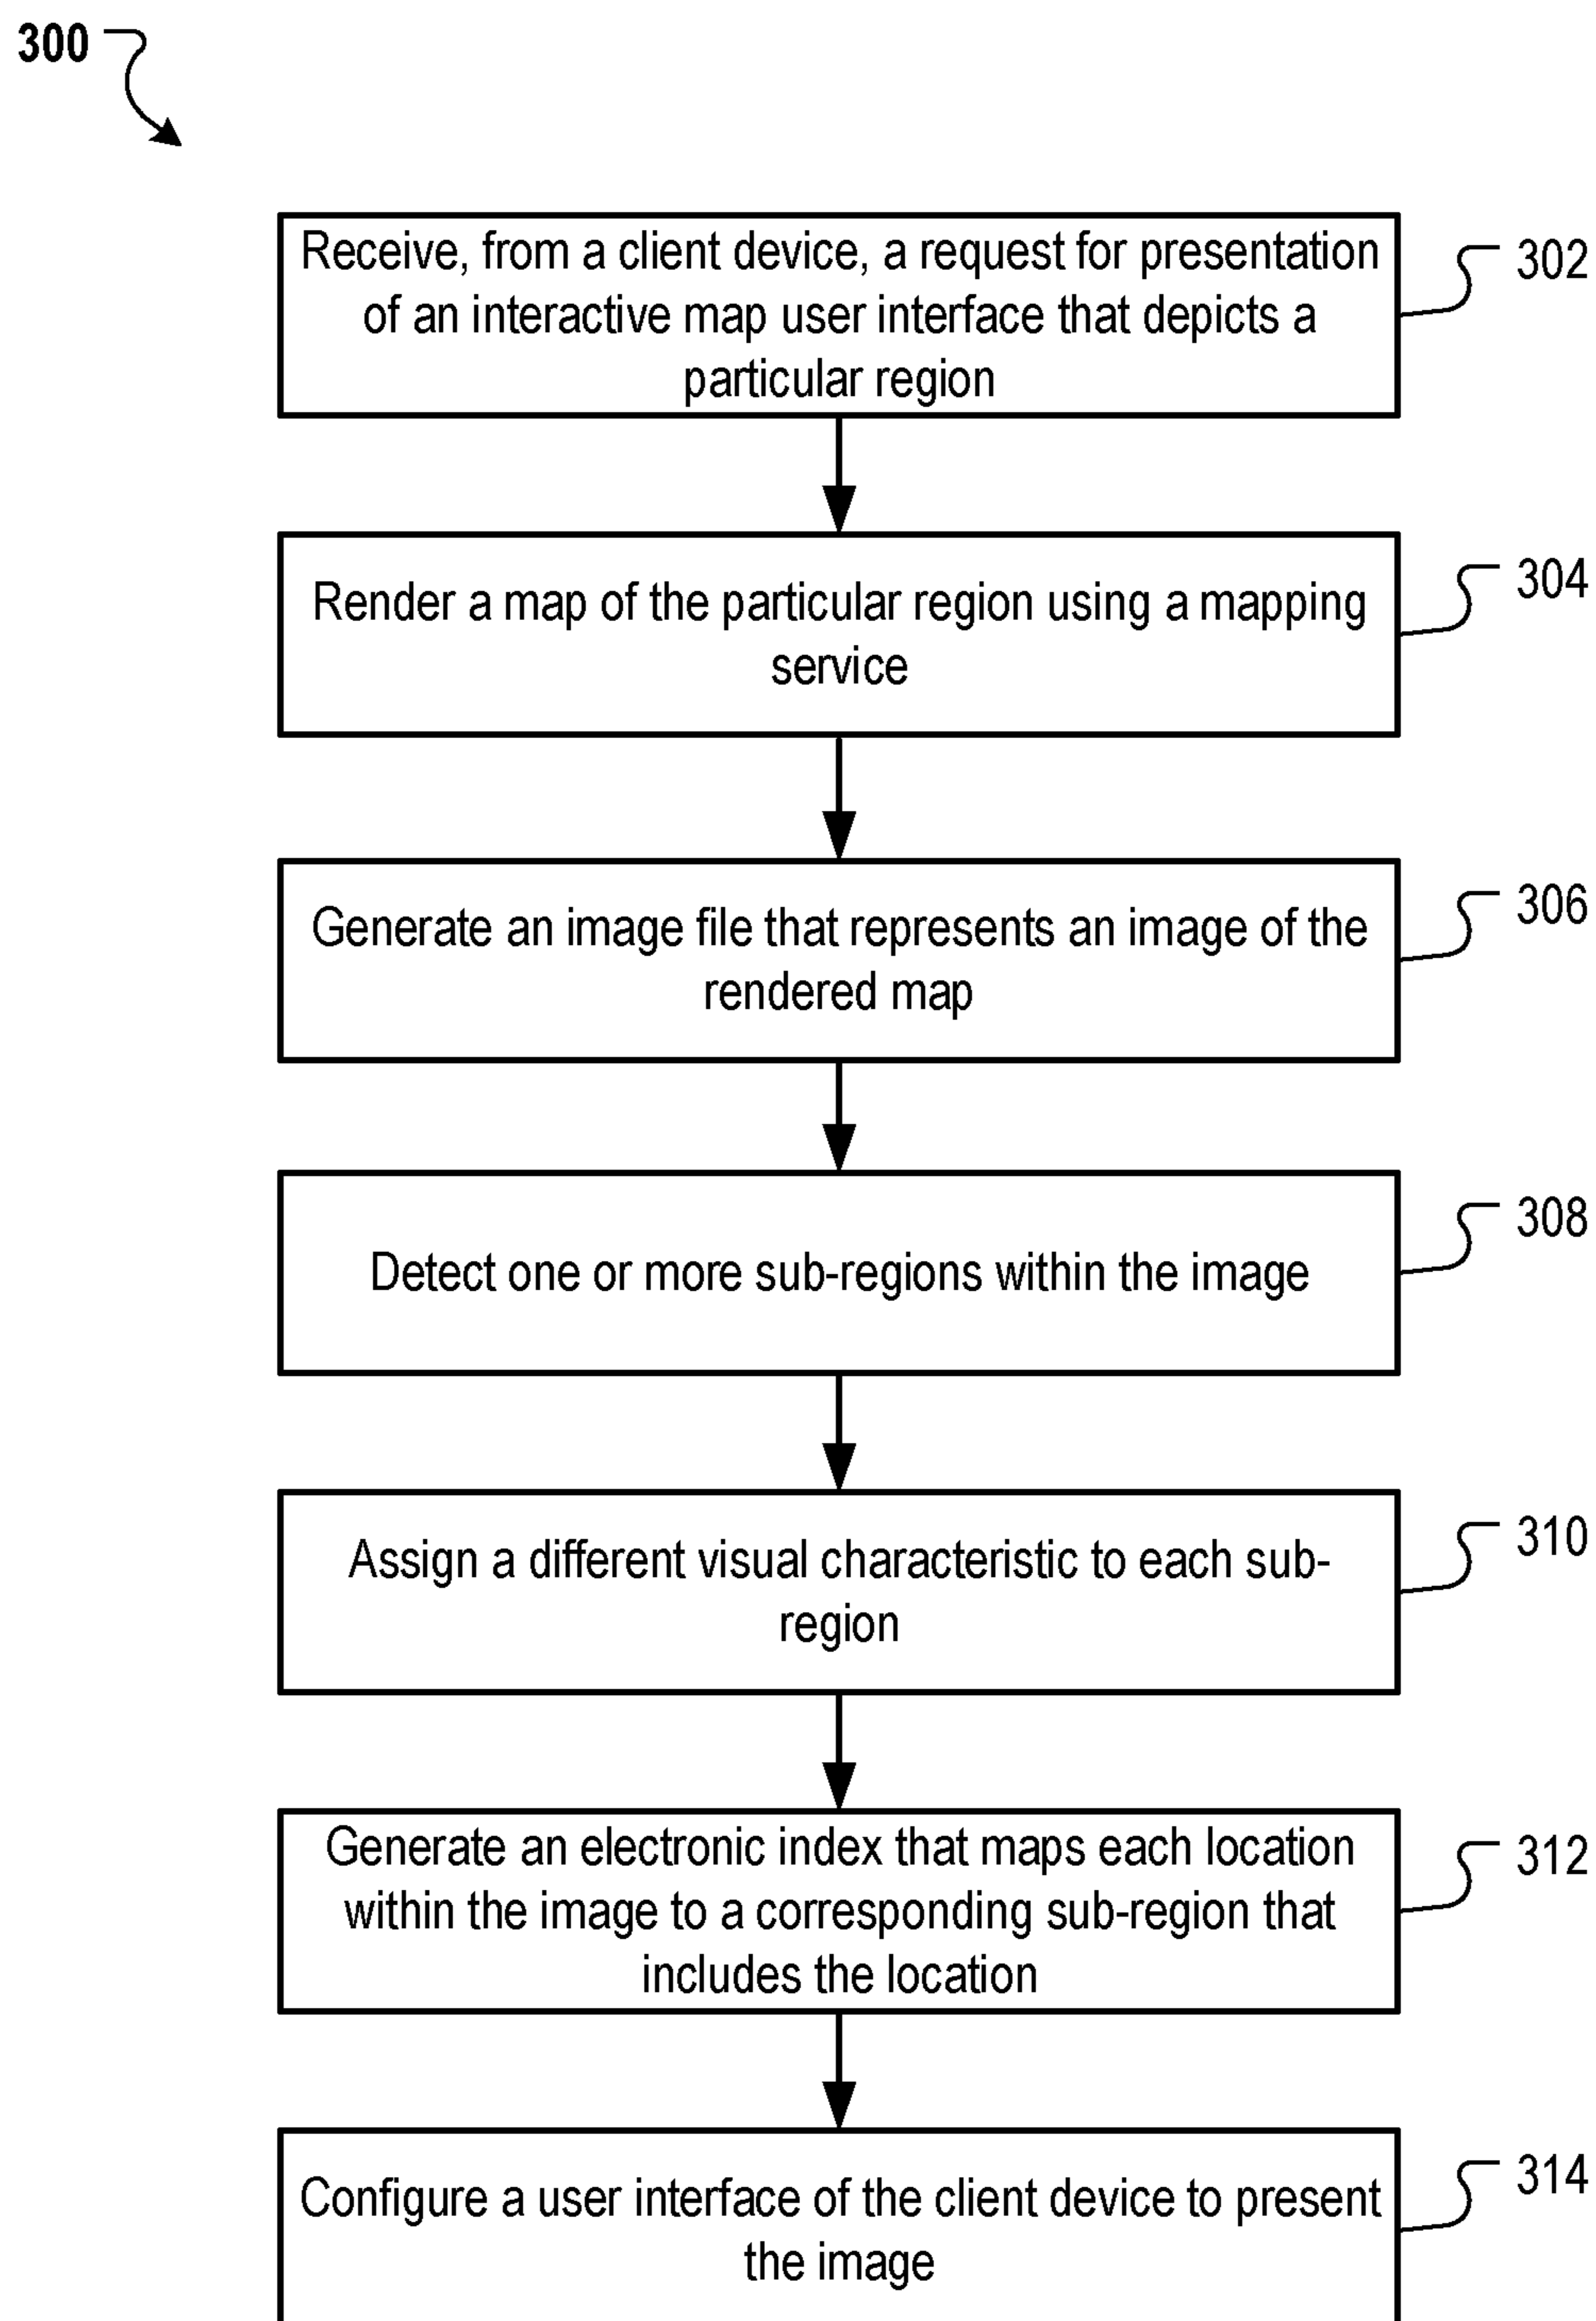 300
Receive, from a client device, a request for presentation
of an interactive map user interface that depicts a
particular region
302
Render a map of the particular region using a mapping
service
304
Generate an image file that represents an image of the
rendered map
306
Detect one or more sub-regions within the image
308
Assign a different visual characteristic to each sub-
region
310
Generate an electronic index that maps each location
within the image to a corresponding sub-region that
includes the location
312
Configure a user interface of the client device to present
the image
314